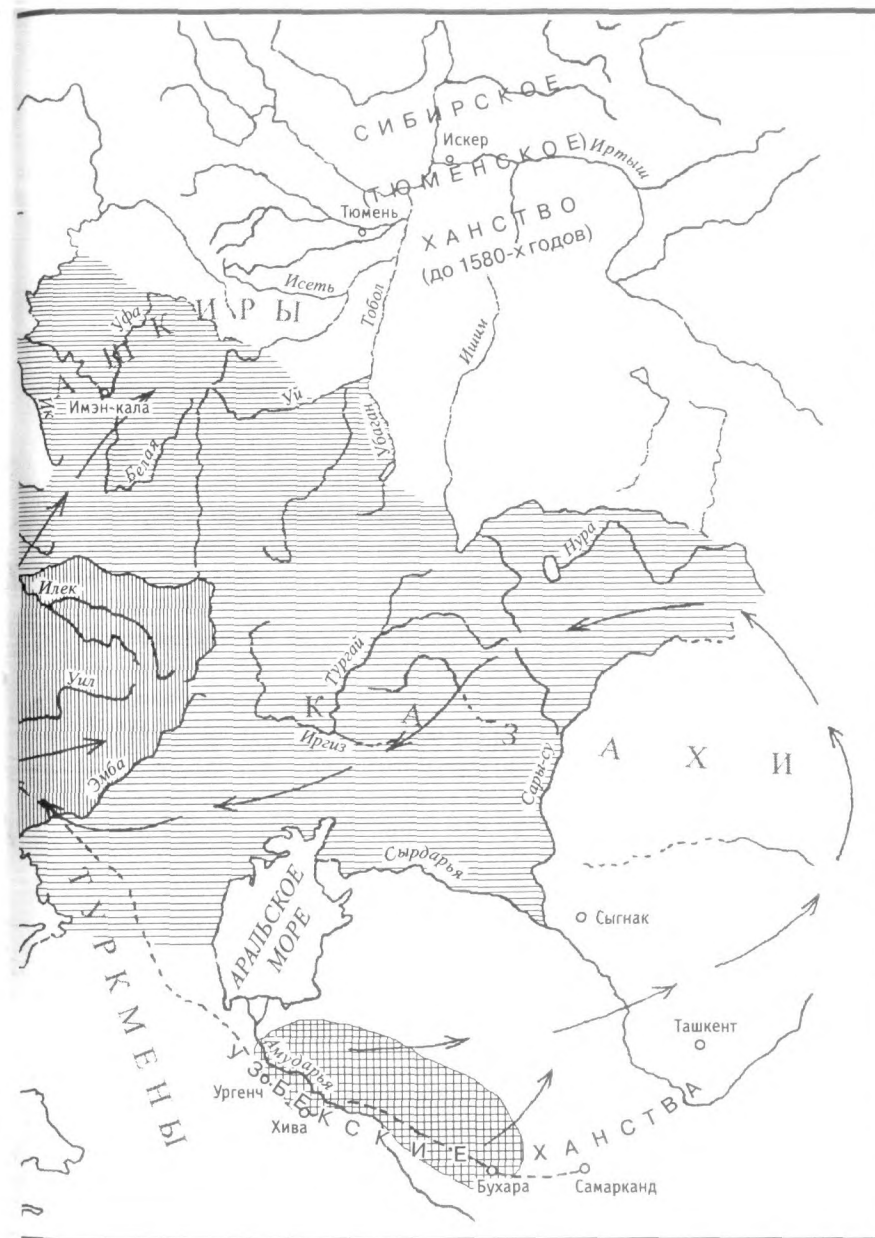 СИБИРСКОЕ
Искер
(ТЮМЕНСКОЕ)
Иртыш
Тюмень
ХАНСТВО
(до 1580-х годов)
Исеть
Тобол
Ишим
Уфа
ШКИРЫ
Имэн-кала
Уй
Убаган
Белая
Нура
Илек
Уил
Тургай
Иргиз
Эмба
Сары-су
КАЗАХИ
Сырдарья
АРАЛЬСКОЕ
МОРЕ
Сыгнак
ТУРКМЕНЫ
Ташкент
Амударья
Ургенч
Хива
УЗБЕКСКИЕ ХАНСТВА
Бухара
Самарканд